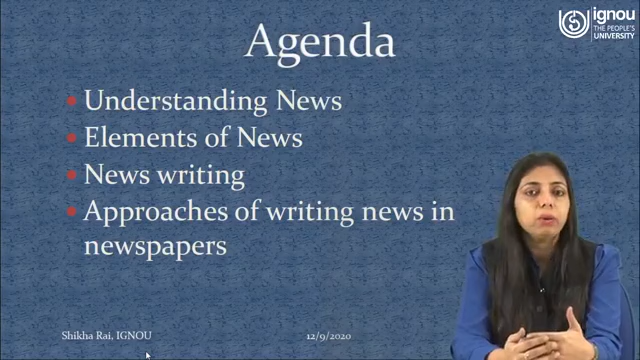 Agenda
ignou
THE PEOPLE'S
UNIVERSITY
Understanding News
Elements of News
News writing
Approaches of writing news in
newspapers
Shikha Rai, IGNOU
12/9/2020